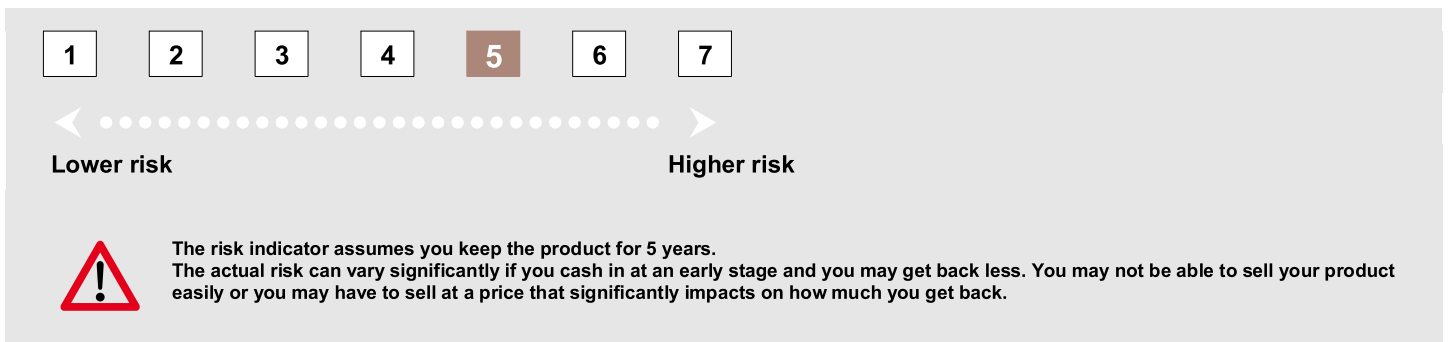 1 2 3 4 5 6 7
Lower risk Higher risk
The risk indicator assumes you keep the product for 5 years.
The actual risk can vary significantly if you cash in at an early stage and you may get back less. You may not be able to sell your product
easily or you may have to sell at a price that significantly impacts on how much you get back.